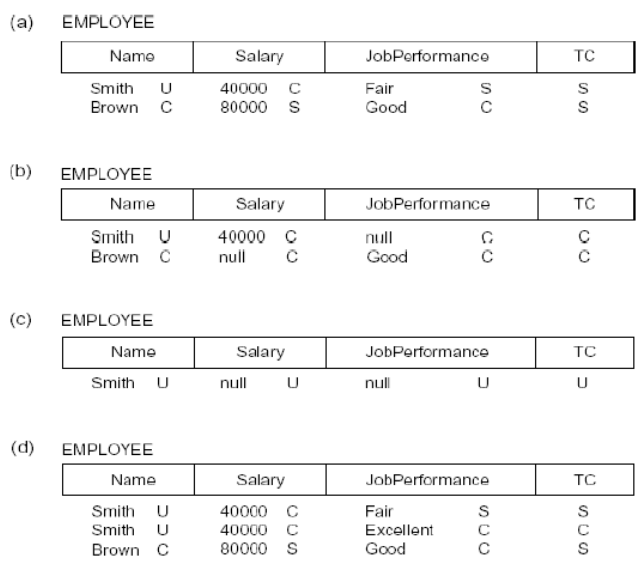 (a) EMPLOYEE
Name Salary JobPerformance TC
Smith U 40000 C Fair S S
Brown C 80000 S Good C S
(b) EMPLOYEE
Name Salary JobPerformance TC
Smith U 40000 C null C C
Brown C null C Good C C
(c) EMPLOYEE
Name Salary JobPerformance TC
Smith U null U null U U
(d) EMPLOYEE
Name Salary JobPerformance TC
Smith U 40000 C Fair S S
Smith U 40000 C Excellent C C
Brown C 80000 S Good C S